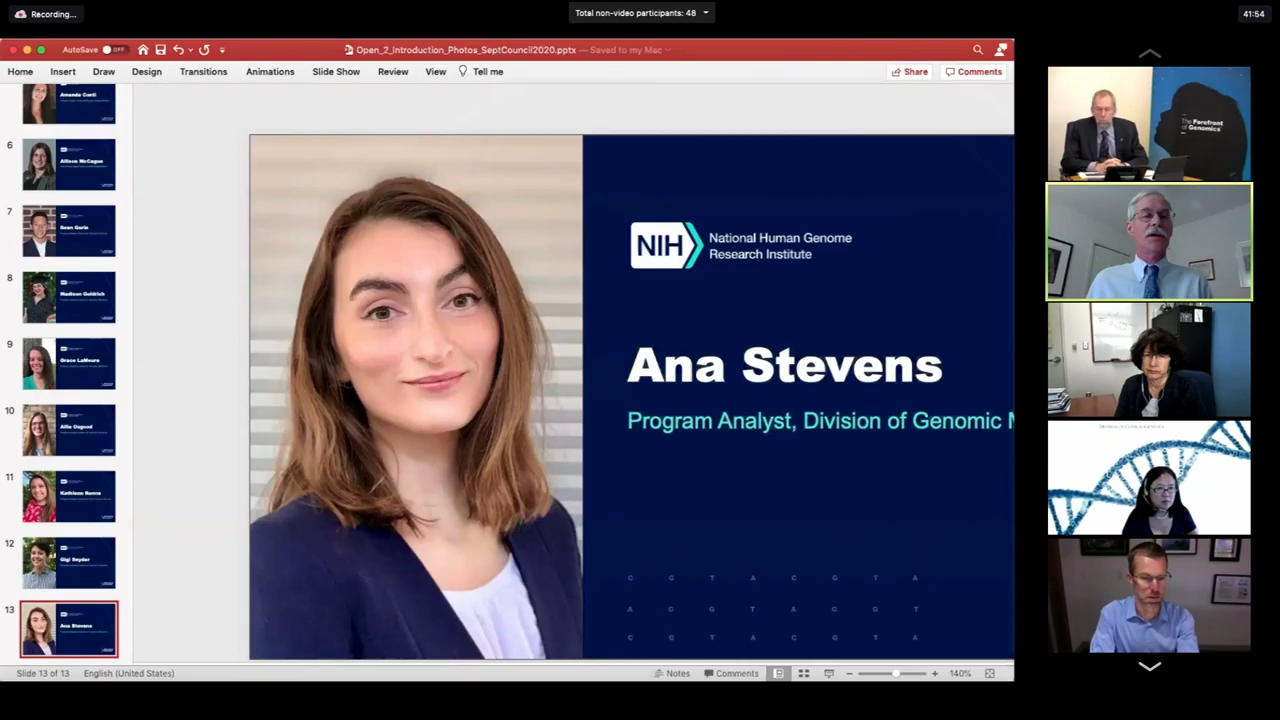 Recording...
Total non-video participants: 48
41:54
AutoSave OFF
Open_2_Introduction_Photos_SeptCouncil2020.pptx — Saved to my Mac
Home Insert Draw Design Transitions Animations Slide Show Review View Tell me
Share Comments
Amanda Conti
6
Allison McCague
7
Sean Garin
8
Madison Goldrich
9
Grace LaMoure
10
Allie Osgood
11
Kathleen Renna
12
Gigi Snyder
13
Ana Stevens
NIH
National Human Genome
Research Institute
Ana Stevens
Program Analyst, Division of Genomic M
C G T A C G T A
A C G T A C G T
C G T A C G T A
The Forefront
of Genomics
Slide 13 of 13 English (United States) Notes Comments 140%